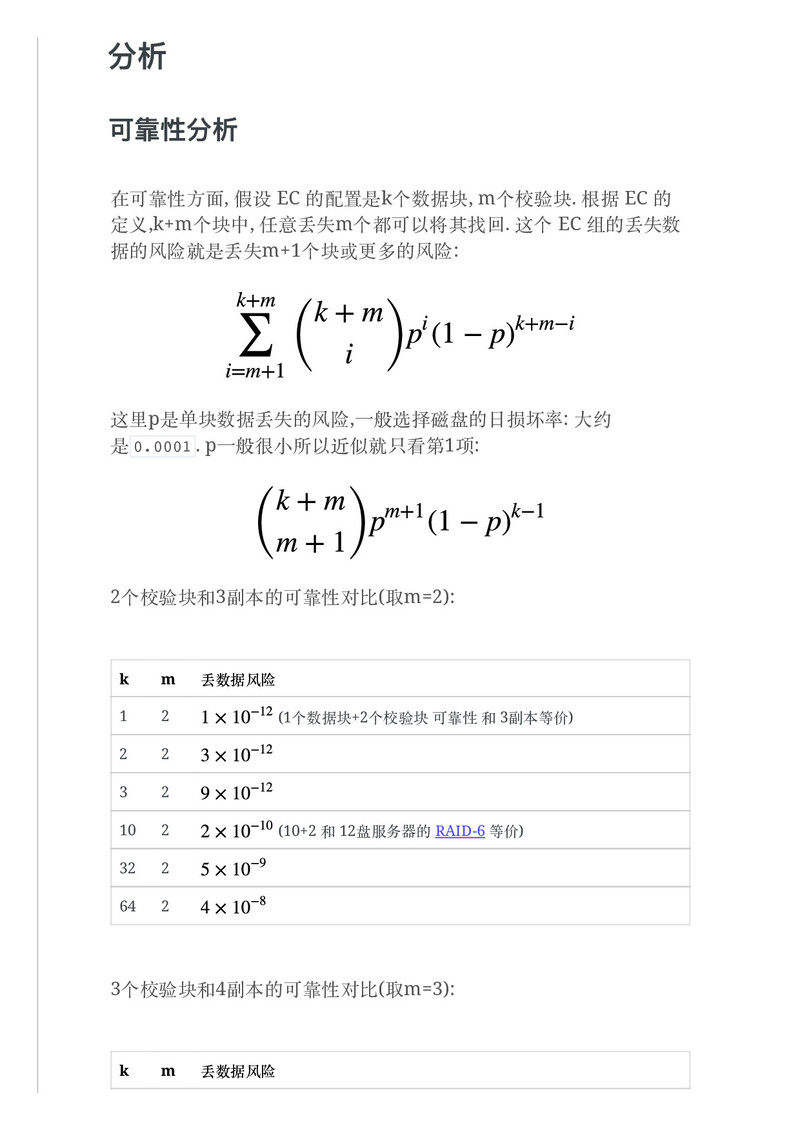 分析
可靠性分析
在可靠性方面, 假设 EC 的配置是k个数据块, m个校验块. 根据 EC 的
定义,k+m个块中, 任意丢失m个都可以将其找回. 这个 EC 组的丢失数
据的风险就是丢失m+1个块或更多的风险:
\sum_{i=m+1}^{k+m} \binom{k+m}{i} p^i (1-p)^{k+m-i}
这里p是单块数据丢失的风险,一般选择磁盘的日损坏率: 大约
是 0.0001 . p一般很小所以近似就只看第1项:
\binom{k+m}{m+1} p^{m+1} (1-p)^{k-1}
2个校验块和3副本的可靠性对比(取m=2):
k m 丢数据风险
1 2 1 × 10⁻¹² (1个数据块+2个校验块 可靠性 和 3副本等价)
2 2 3 × 10⁻¹²
3 2 9 × 10⁻¹²
10 2 2 × 10⁻¹⁰ (10+2 和 12盘服务器的 RAID-6 等价)
32 2 5 × 10⁻⁹
64 2 4 × 10⁻⁸
3个校验块和4副本的可靠性对比(取m=3):
k m 丢数据风险